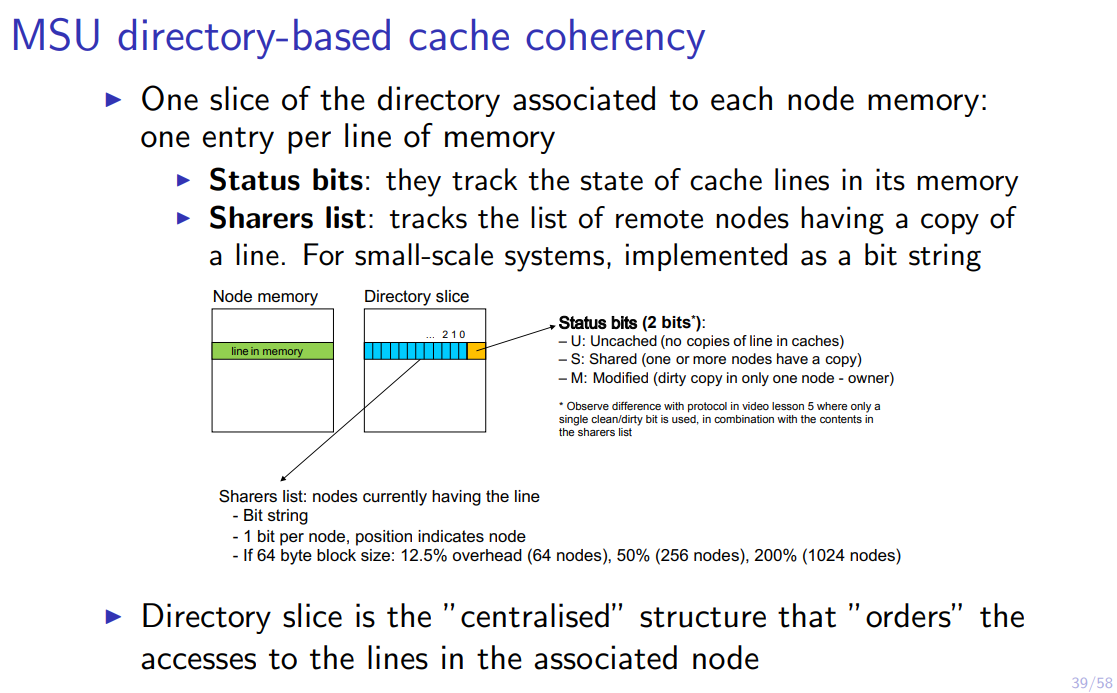 MSU directory-based cache coherency
▶ One slice of the directory associated to each node memory:
one entry per line of memory
▶ Status bits: they track the state of cache lines in its memory
▶ Sharers list: tracks the list of remote nodes having a copy of
a line. For small-scale systems, implemented as a bit string
Node memory
Directory slice
... 2 1 0
line in memory
Status bits (2 bits*):
– U: Uncached (no copies of line in caches)
– S: Shared (one or more nodes have a copy)
– M: Modified (dirty copy in only one node - owner)
* Observe difference with protocol in video lesson 5 where only a
single clean/dirty bit is used, in combination with the contents in
the sharers list
Sharers list: nodes currently having the line
- Bit string
- 1 bit per node, position indicates node
- If 64 byte block size: 12.5% overhead (64 nodes), 50% (256 nodes), 200% (1024 nodes)
▶ Directory slice is the ”centralised” structure that ”orders” the
accesses to the lines in the associated node
39/58